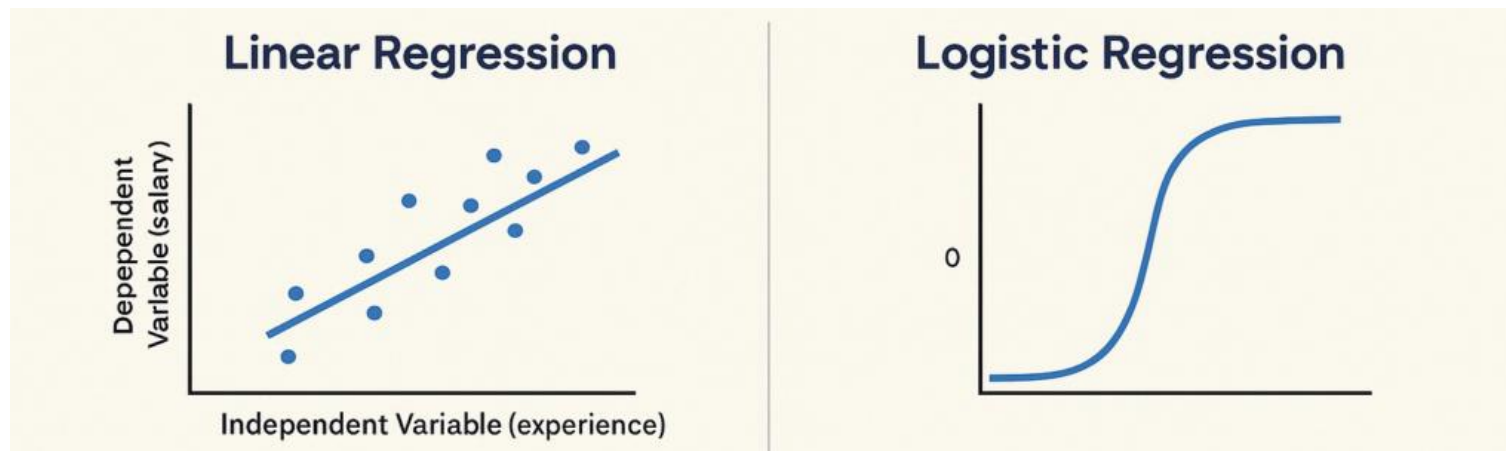 Linear Regression
Depependent
Varlable (salary)
Independent Variable (experience)
Logistic Regression
0